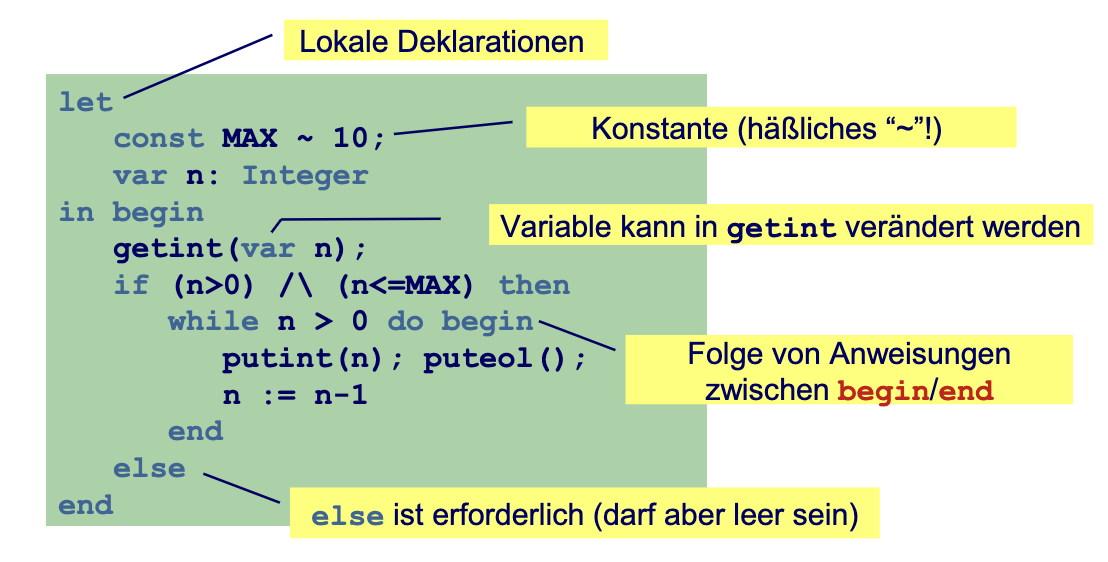 Lokale Deklarationen
let
const MAX ~ 10;
Konstante (häßliches “~”!)
var n: Integer
in begin
Variable kann in getint verändert werden
getint(var n);
if (n>0) /\ (n<=MAX) then
while n > 0 do begin
putint(n); puteol();
Folge von Anweisungen
zwischen begin/end
n := n-1
end
else
end
else ist erforderlich (darf aber leer sein)